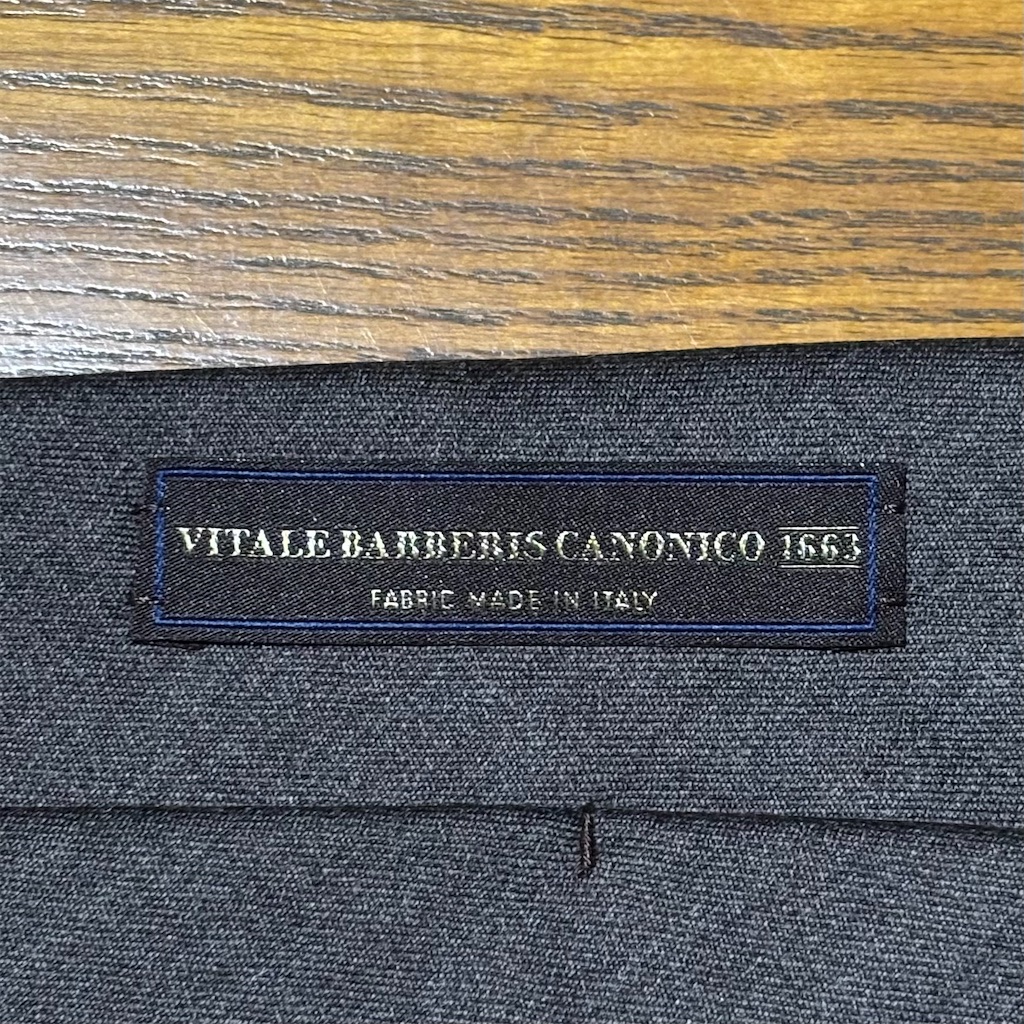 VITALE BARBERIS CANONICO 1663
FABRIC MADE IN ITALY